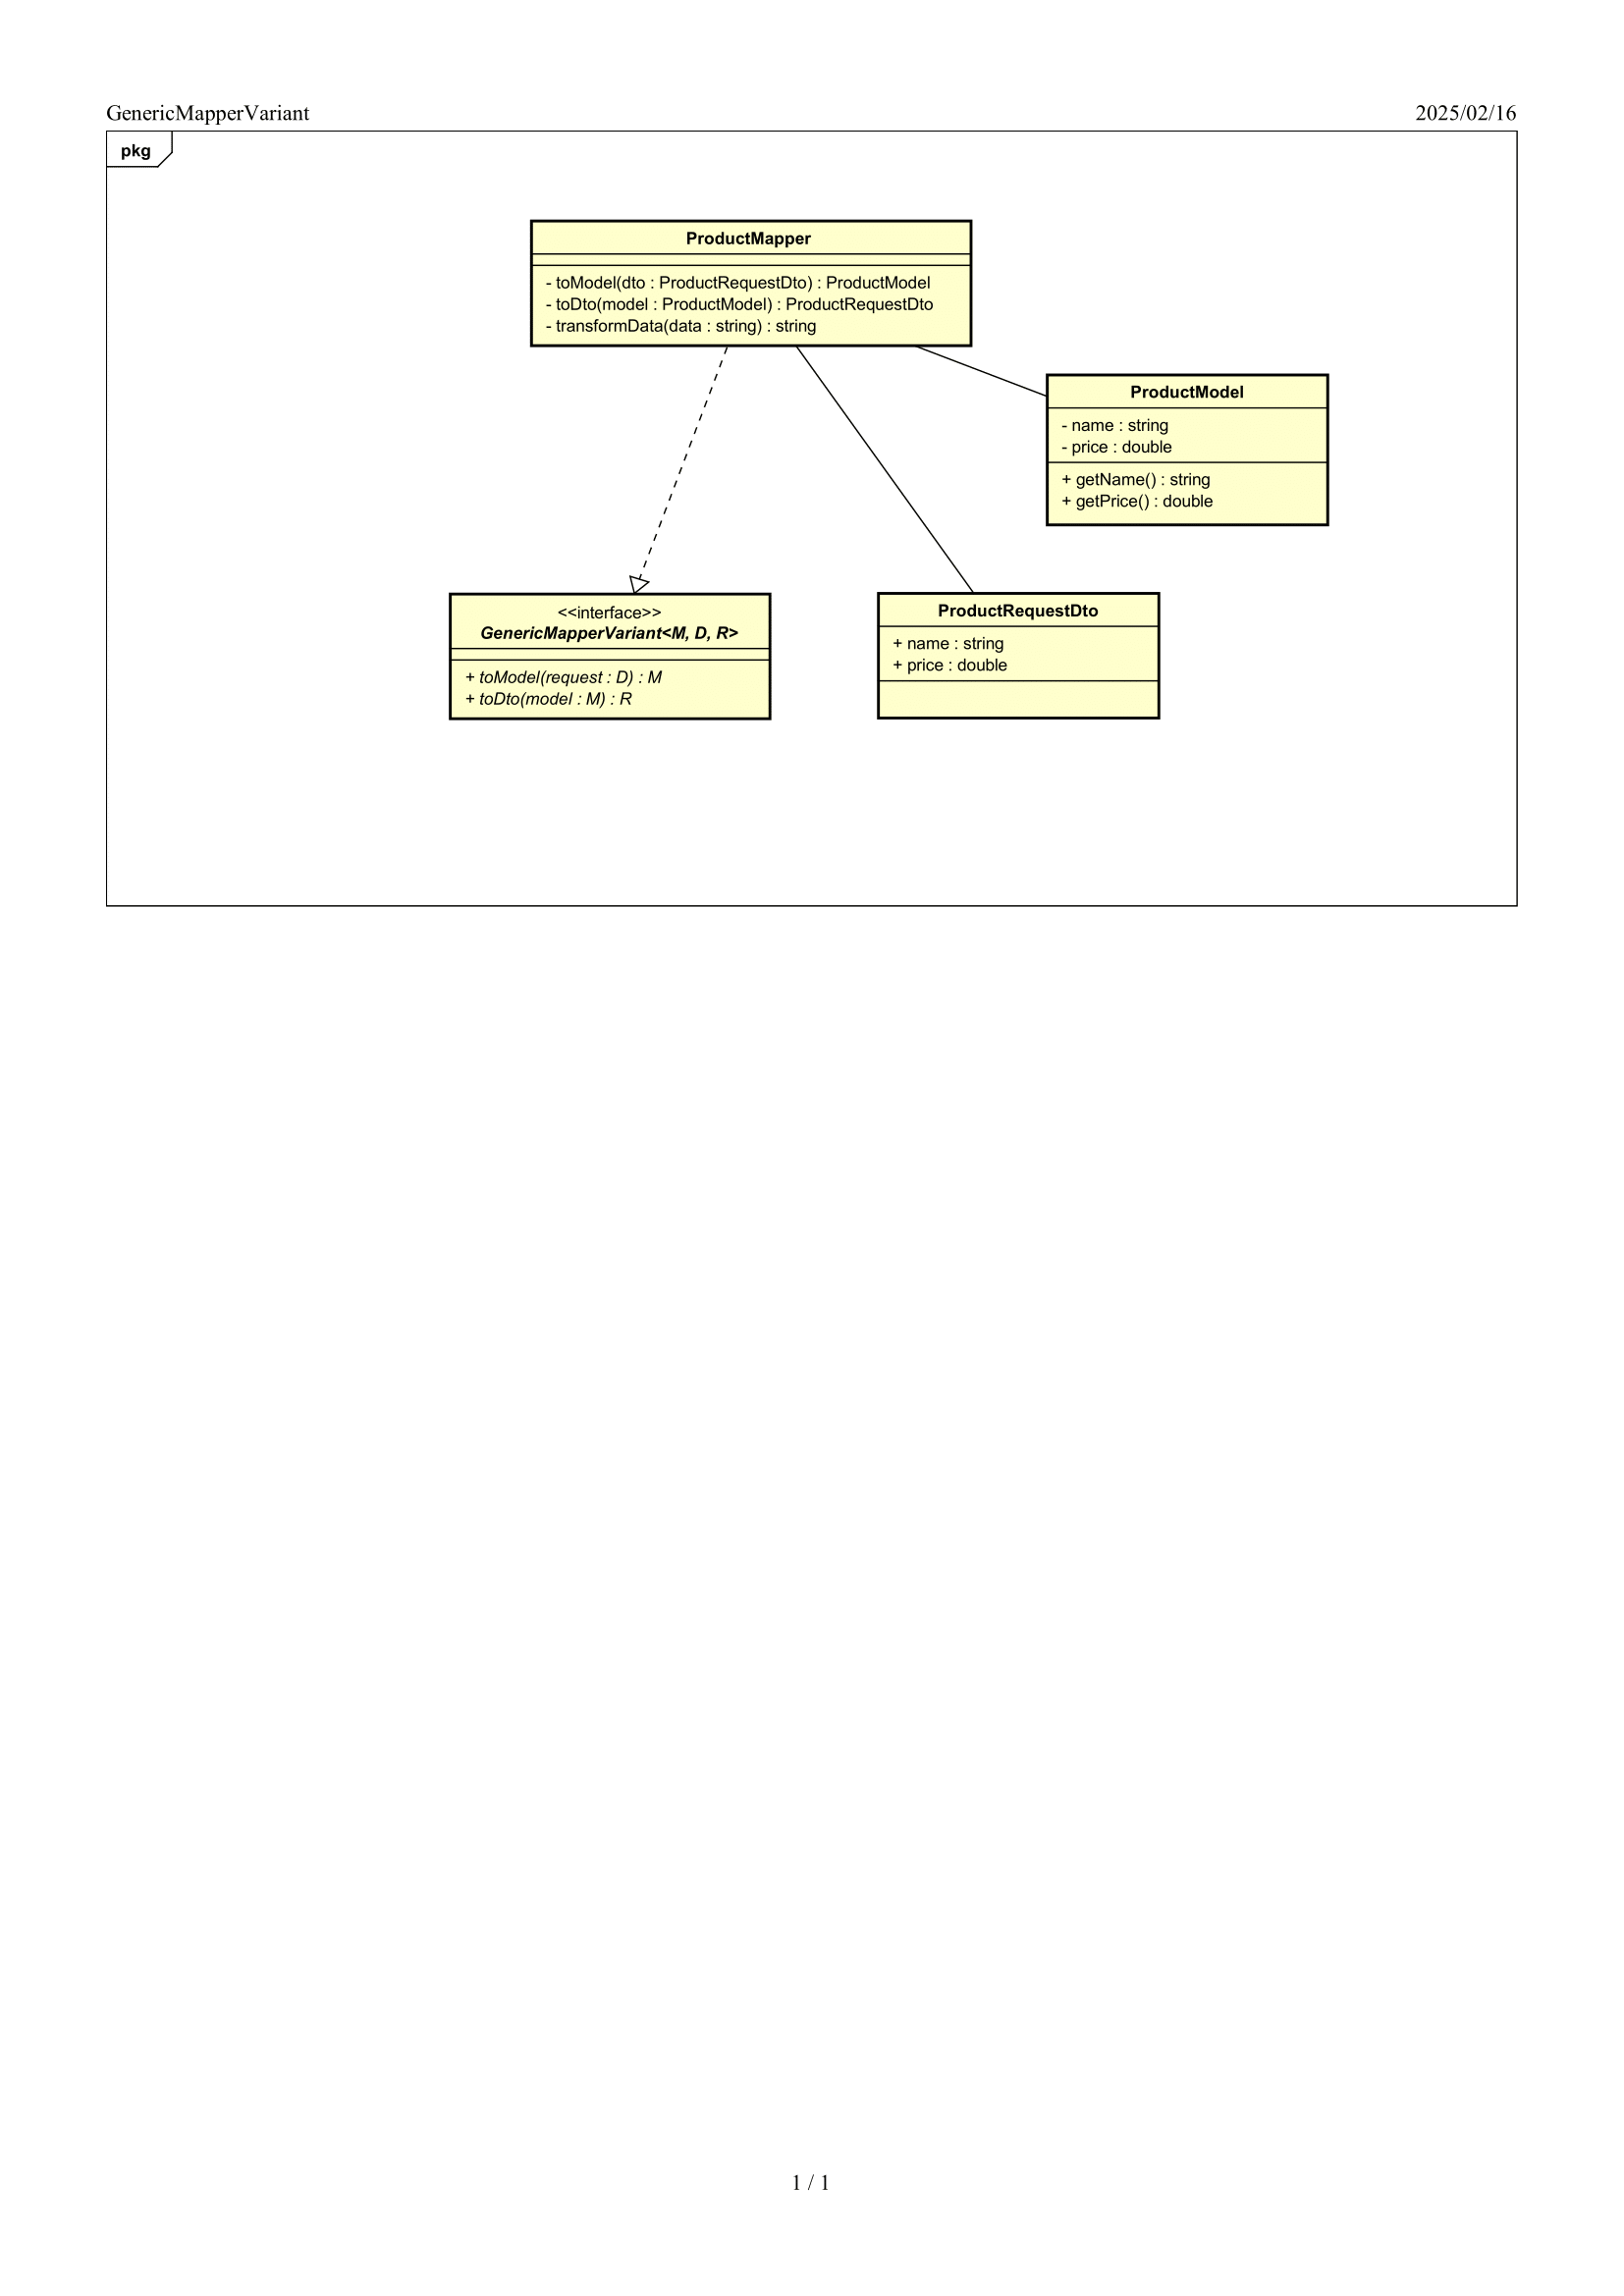 GenericMapperVariant
2025/02/16
pkg
ProductMapper
- toModel(dto : ProductRequestDto) : ProductModel
- toDto(model : ProductModel) : ProductRequestDto
- transformData(data : string) : string
ProductModel
- name : string
- price : double
+ getName() : string
+ getPrice() : double
<<interface>>
GenericMapperVariant<M, D, R>
+ toModel(request : D) : M
+ toDto(model : M) : R
ProductRequestDto
+ name : string
+ price : double
1 / 1